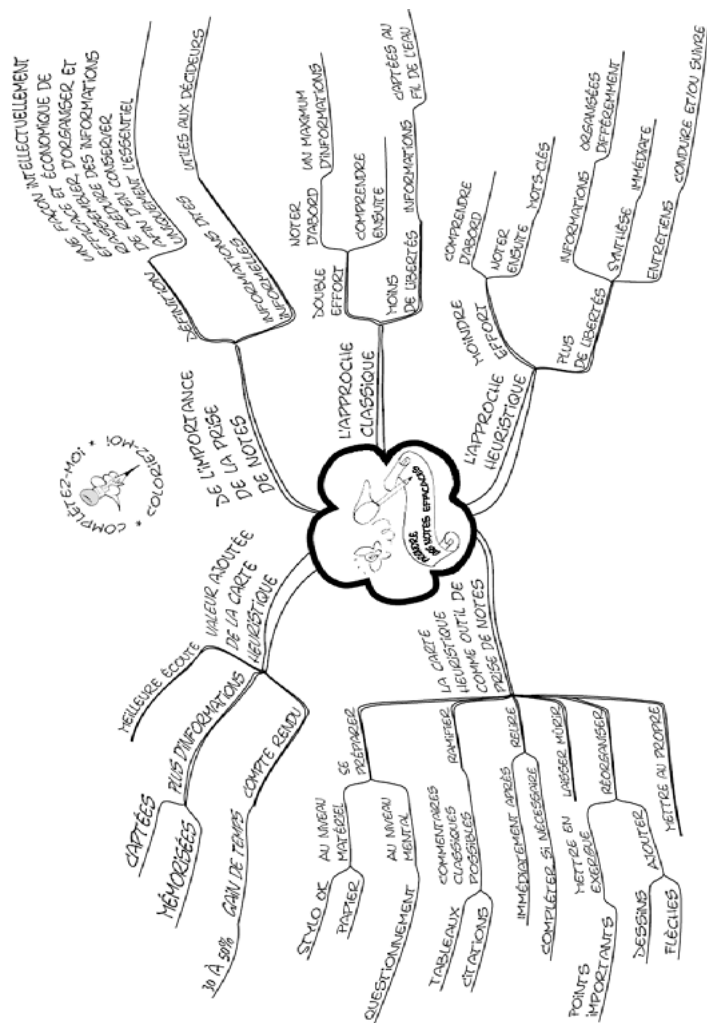 * COMPLÉTEZ-MOI * COLORIEZ-MOI
PRENDRE
DES NOTES EFFICACES
DE L'IMPORTANCE
DE LA PRISE
DE NOTES
DÉFINITION
UNE FAÇON INTELLECTUELLEMENT
EFFICACE ET ÉCONOMIQUE DE
RASSEMBLER, D'ORGANISER ET
DE RÉDUIRE DES INFORMATIONS
AFIN D'EN CONSERVER
UNIQUEMENT L'ESSENTIEL
INFORMATIONS DITES
INFORMELLES
UTILES AUX DÉCIDEURS
L'APPROCHE
CLASSIQUE
DOUBLE
EFFORT
NOTER
D'ABORD
UN MAXIMUM
D'INFORMATIONS
COMPRENDRE
ENSUITE
MOINS
DE LIBERTÉS
INFORMATIONS
CAPTÉES AU
FIL DE L'EAU
L'APPROCHE
HEURISTIQUE
MOINDRE
EFFORT
COMPRENDRE
D'ABORD
NOTER
ENSUITE
MOTS-CLÉS
PLUS
DE LIBERTÉS
INFORMATIONS
ORGANISÉES
DIFFÉREMMENT
SYNTHÈSE
IMMÉDIATE
ENTRETIENS
CONDUIRE ET/OU SUIVRE
LA CARTE
HEURISTIQUE
COMME OUTIL DE
PRISE DE NOTES
SE
PRÉPARER
AU NIVEAU
MATÉRIEL
STYLO OK
PAPIER
AU NIVEAU
MENTAL
QUESTIONNEMENT
RAMIFIER
COMMENTAIRES
CLASSIQUES
POSSIBLES
TABLEAUX
CITATIONS
RELIRE
IMMÉDIATEMENT APRÈS
COMPLÉTER SI NÉCESSAIRE
LAISSER MÛRIR
RÉORGANISER
METTRE EN
EXERGUE
POINTS
IMPORTANTS
AJOUTER
DESSINS
FLÈCHES
METTRE AU PROPRE
VALEUR AJOUTÉE
DE LA CARTE
HEURISTIQUE
MEILLEURE ÉCOUTE
PLUS D'INFORMATIONS
CAPTÉES
MÉMORISÉES
COMPTE RENDU
GAIN DE TEMPS
30 À 50%